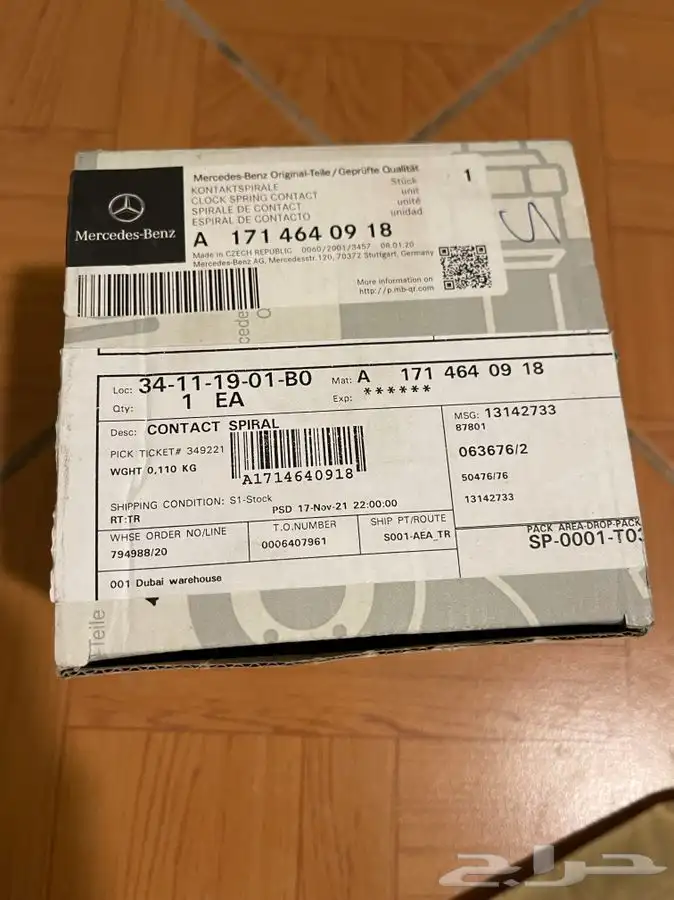 Mercedes-Benz Original-Teile/Geprüfte Qualität
1
KONTAKTSPIRALE Stück
CLOCK SPRING CONTACT unit
SPIRALE DE CONTACT unité
ESPIRAL DE CONTACTO unidad
Mercedes-Benz
A 171 464 09 18
Made in CZECH REPUBLIC 0060/2001/3457 08.01.20
Mercedes-Benz AG, Mercedesstr.120, 70372 Stuttgart, Germany
More information on
http://p.mb-qr.com
Loc: 34-11-19-01-B0 Mat: A 171 464 09 18
Qty: 1 EA Exp: ******
Desc: CONTACT SPIRAL
MSG: 13142733
87801
PICK TICKET# 349221
063676/2
WGHT 0,110 KG
A1714640918
50476/76
SHIPPING CONDITION: S1-Stock
13142733
RT:TR PSD 17-Nov-21 22:00:00
WHSE ORDER NO/LINE T.O.NUMBER SHIP PT/ROUTE
794988/20 0006407961 S001-AEA_TR
PACK AREA-DROP-PACK
SP-0001-T03
001 Dubai warehouse
-Teile
حراج